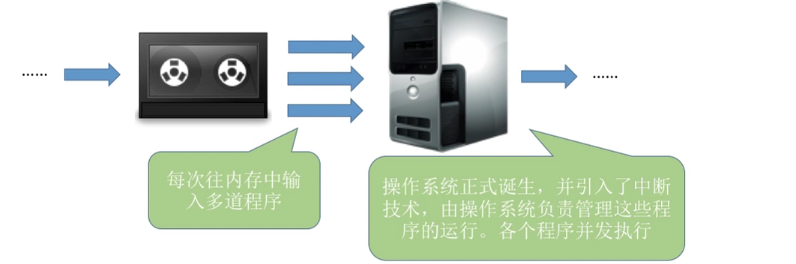 ......
......
每次往内存中输
入多道程序
操作系统正式诞生，并引入了中断
技术，由操作系统负责管理这些程
序的运行。各个程序并发执行